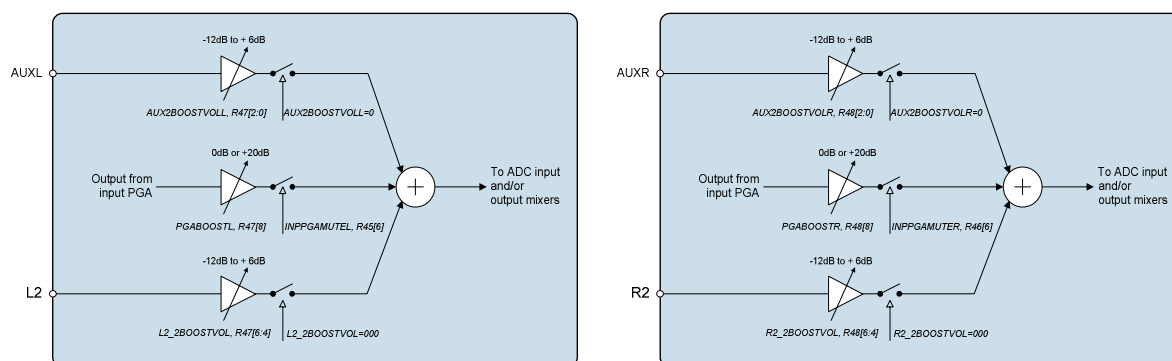 -12dB to + 6dB
AUXL
AUX2BOOSTVOLL, R47[2:0]
AUX2BOOSTVOLL=0
0dB or +20dB
Output from
input PGA
PGABOOSTL, R47[8]
INPPGAMUTEL, R45[6]
To ADC input
and/or
output mixers
-12dB to + 6dB
L2
L2_2BOOSTVOL, R47[6:4]
L2_2BOOSTVOL=000
-12dB to + 6dB
AUXR
AUX2BOOSTVOLR, R48[2:0]
AUX2BOOSTVOLR=0
0dB or +20dB
Output from
input PGA
PGABOOSTR, R48[8]
INPPGAMUTER, R46[6]
To ADC input
and/or
output mixers
-12dB to + 6dB
R2
R2_2BOOSTVOL, R48[6:4]
R2_2BOOSTVOL=000